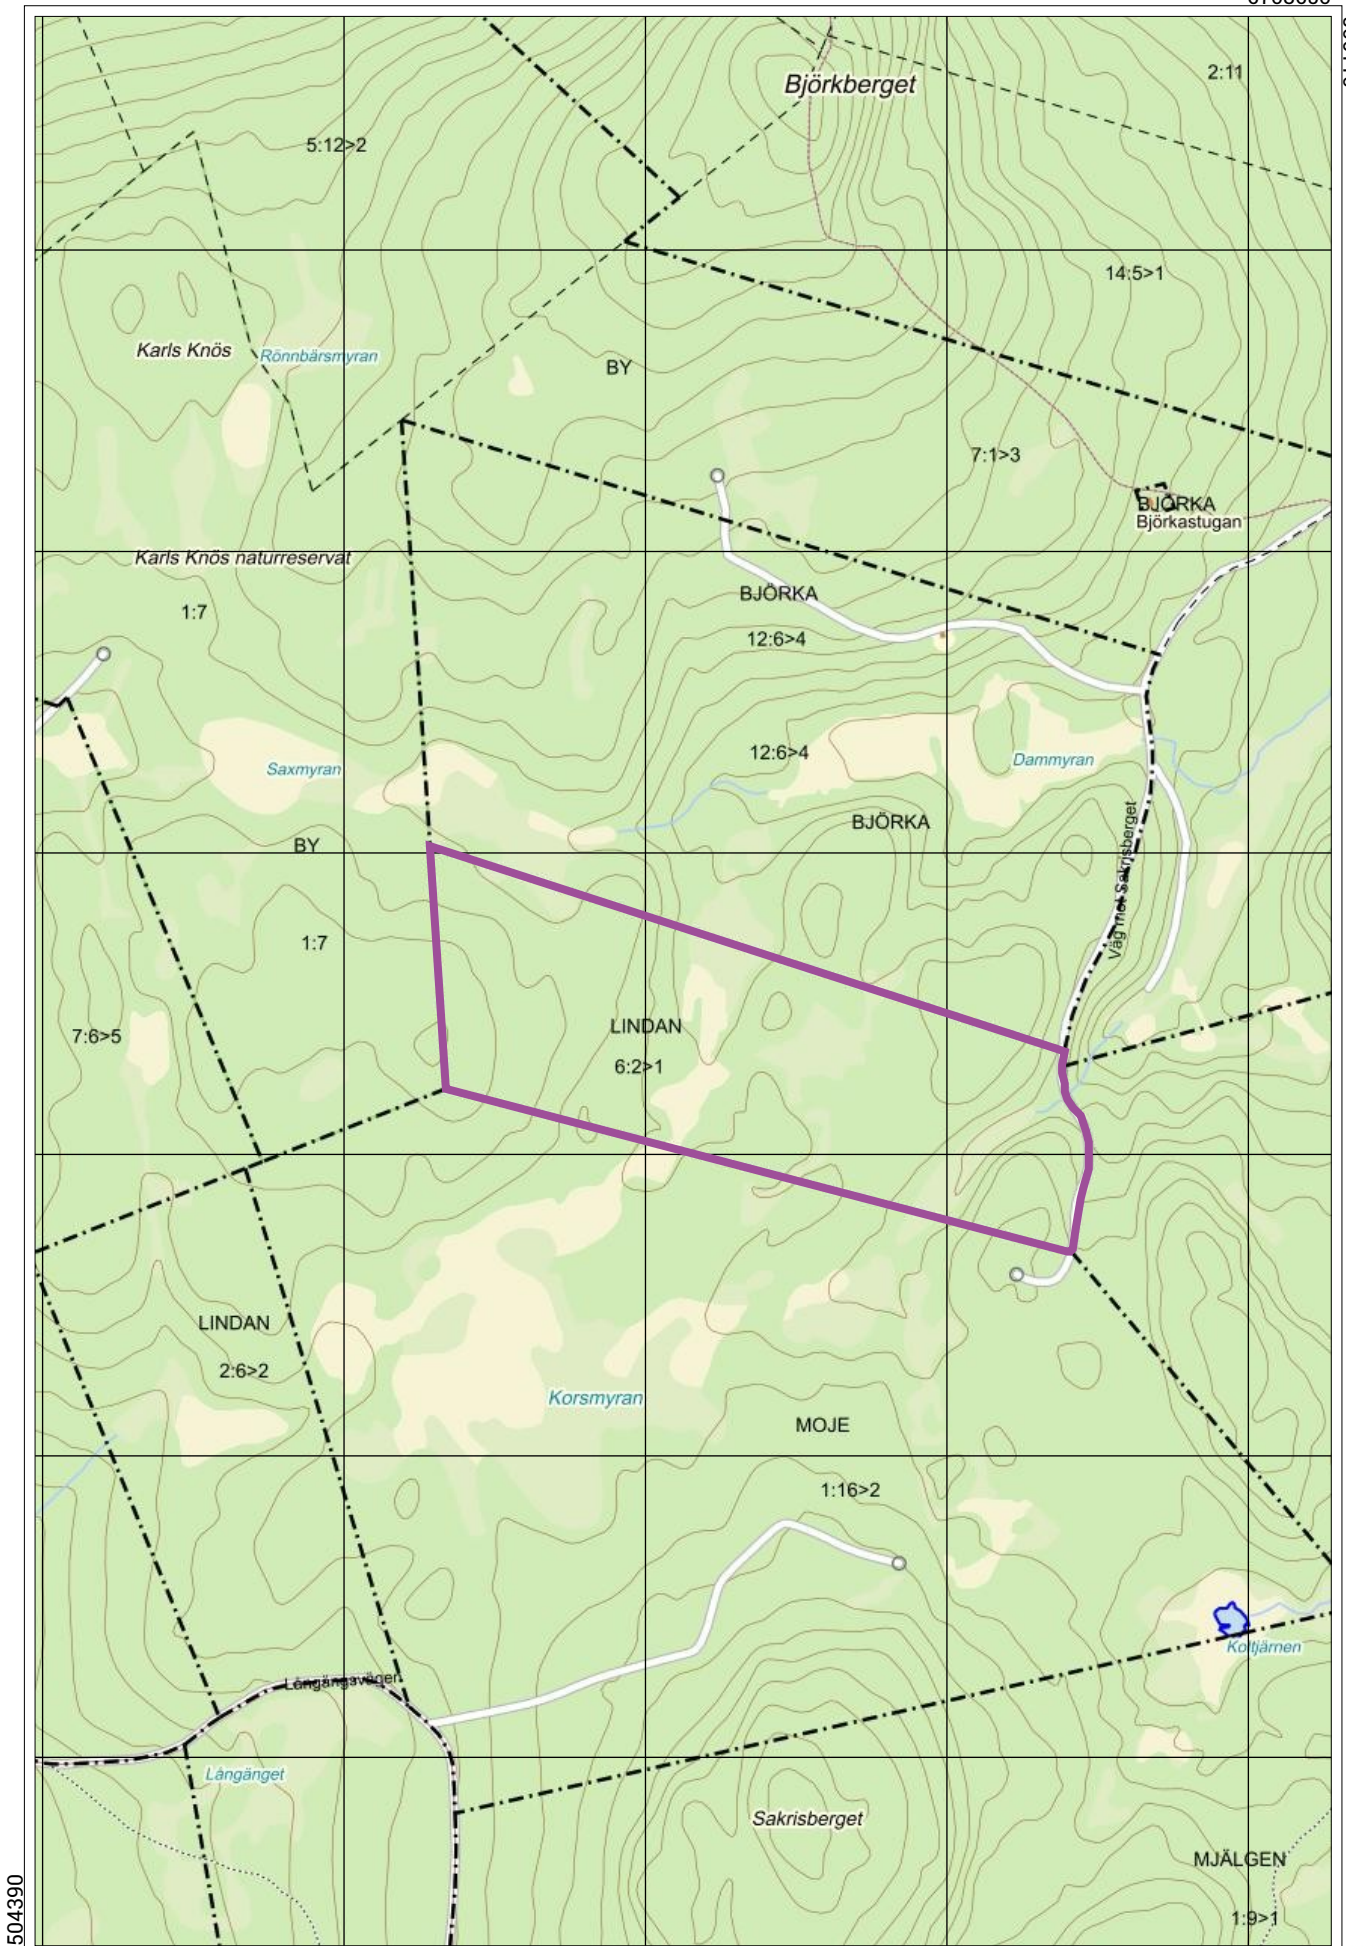 2:11
Björkberget
5:12>2
14:5>1
Karls Knös
Rönnbärsmyran
BY
7:1>3
BJÖRKA
Björkastugan
Karls Knös naturreservat
BJÖRKA
1:7
12:6>4
12:6>4
Dammyran
Saxmyran
BJÖRKA
BY
Väg mot Sakrisberget
1:7
LINDAN
7:6>5
6:2>1
LINDAN
2:6>2
Korsmyran
MOJE
1:16>2
Koltjärnen
Långängsvägen
Långänget
Sakrisberget
MJÄLGEN
504390
1:9>1